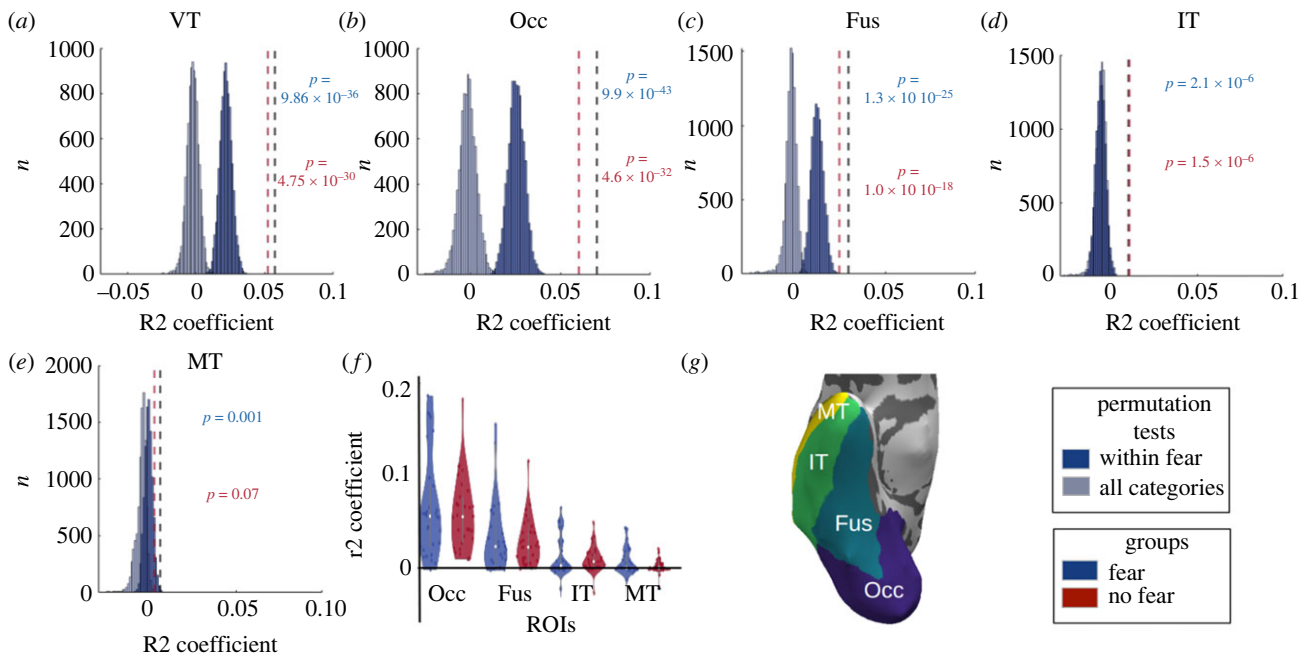 (a) VT
1000
800
600
400
200
0
n
–0.05 0 0.05 0.1
R2 coefficient
p =
9.86 × 10⁻³⁶
p =
4.75 × 10⁻³⁰
(b) Occ
1000
800
600
400
200
0
n
0 0.05 0.1
R2 coefficient
p =
9.9 × 10⁻⁴³
p =
4.6 × 10⁻³²
(c) Fus
1500
1000
500
0
n
0 0.05 0.1
R2 coefficient
p =
1.3 × 10 10⁻²⁵
p =
1.0 × 10 10⁻¹⁸
(d) IT
1500
1000
500
0
n
0 0.05 0.1
R2 coefficient
p = 2.1 × 10⁻⁶
p = 1.5 × 10⁻⁶
(e) MT
2000
1500
1000
500
0
n
0 0.05 0.10
R2 coefficient
p = 0.001
p = 0.07
(f)
0.2
0.1
0
r2 coefficient
Occ Fus IT MT
ROIs
(g)
MT
IT
Fus
Occ
permutation
tests
within fear
all categories
groups
fear
no fear